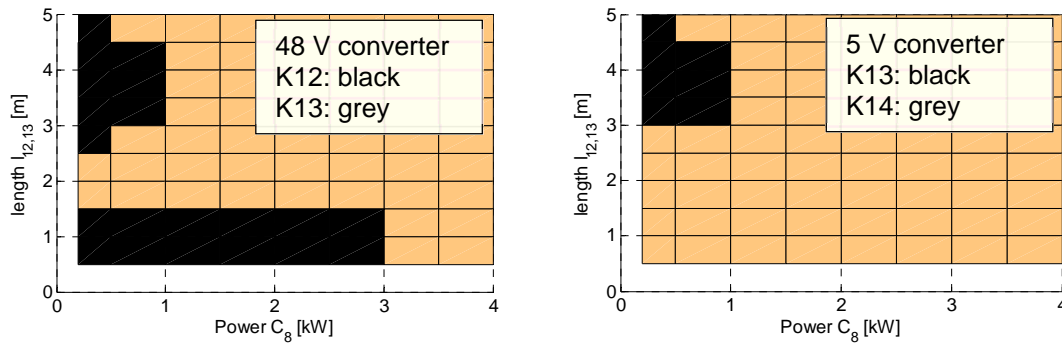 5
4
3
2
1
0
length l12,13 [m]
48 V converter
K12: black
K13: grey
0
1
2
3
4
Power C8 [kW]
5
4
3
2
1
0
length l12,13 [m]
5 V converter
K13: black
K14: grey
0
1
2
3
4
Power C8 [kW]